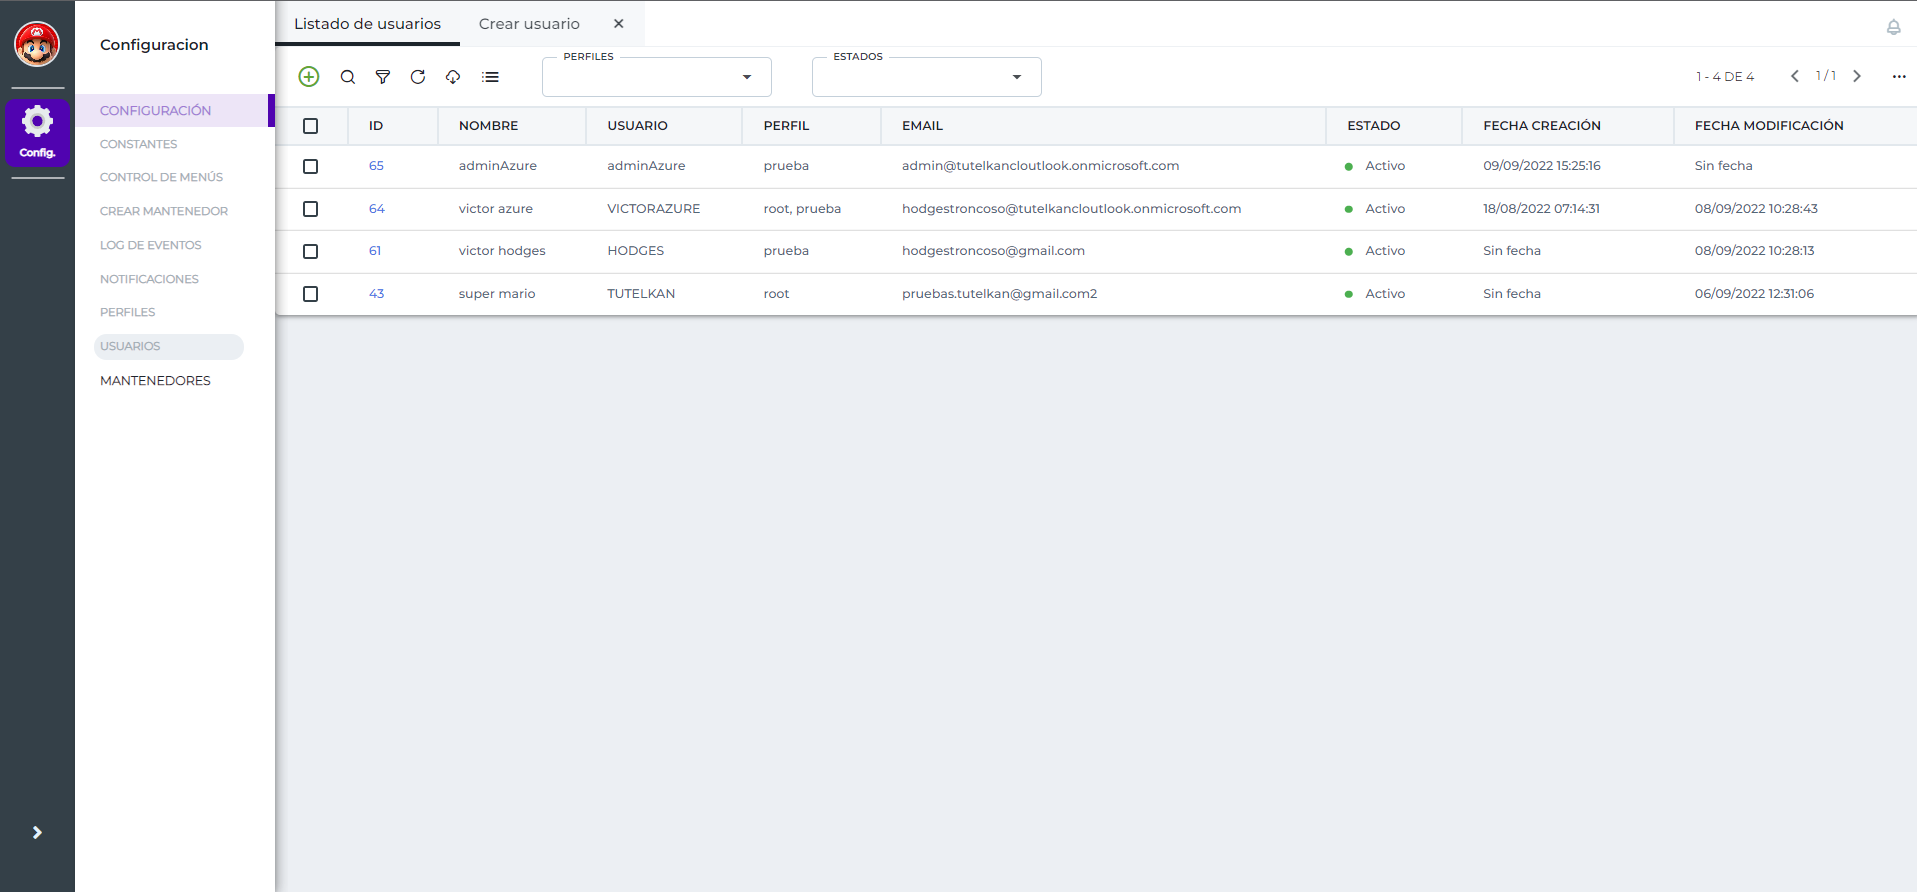 Config.
Configuracion
CONFIGURACIÓN
CONSTANTES
CONTROL DE MENÚS
CREAR MANTENEDOR
LOG DE EVENTOS
NOTIFICACIONES
PERFILES
USUARIOS
MANTENEDORES
Listado de usuarios Crear usuario
PERFILES ESTADOS
1 - 4 DE 4 1 / 1
ID NOMBRE USUARIO PERFIL EMAIL ESTADO FECHA CREACIÓN FECHA MODIFICACIÓN
65 adminAzure adminAzure prueba admin@tutelkancloutlook.onmicrosoft.com Activo 09/09/2022 15:25:16 Sin fecha
64 victor azure VICTORAZURE root, prueba hodgestroncoso@tutelkancloutlook.onmicrosoft.com Activo 18/08/2022 07:14:31 08/09/2022 10:28:43
61 victor hodges HODGES prueba hodgestroncoso@gmail.com Activo Sin fecha 08/09/2022 10:28:13
43 super mario TUTELKAN root pruebas.tutelkan@gmail.com2 Activo Sin fecha 06/09/2022 12:31:06